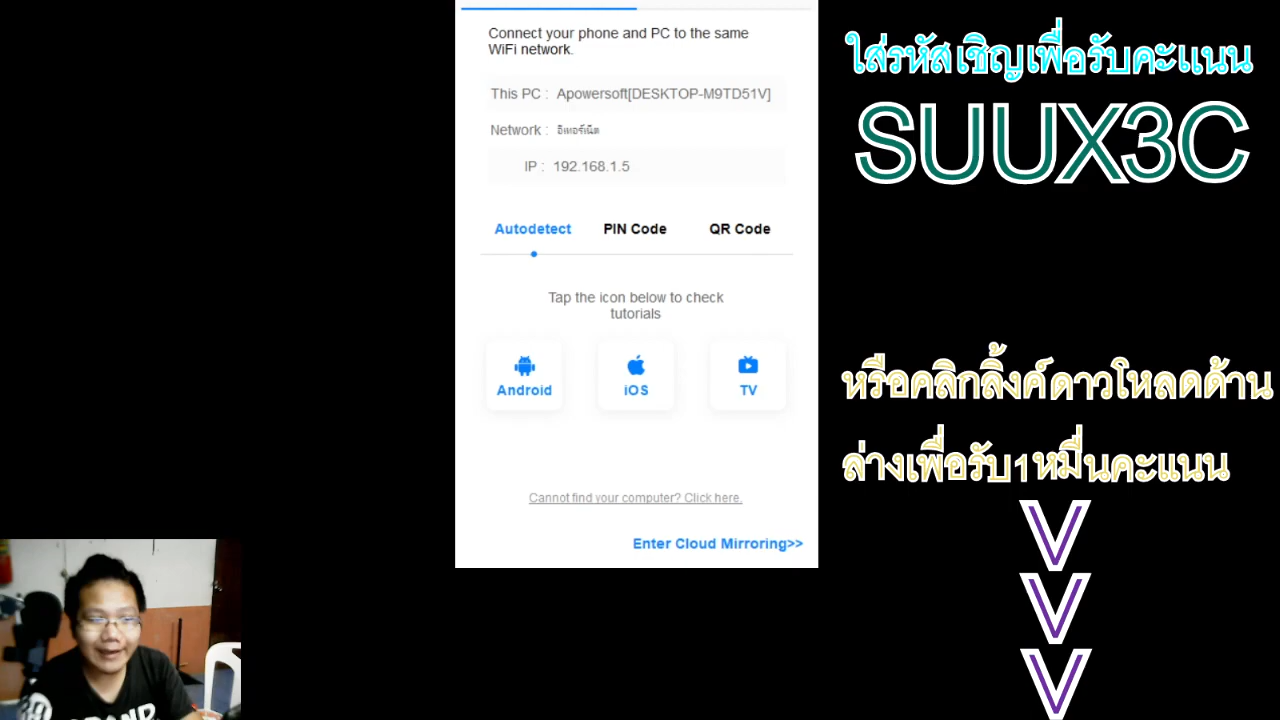 Connect your phone and PC to the same
WiFi network.
This PC : Apowersoft[DESKTOP-M9TD51V]
Network : อีเทอร์เน็ต
IP : 192.168.1.5
Autodetect PIN Code QR Code
Tap the icon below to check
tutorials
Android iOS TV
Cannot find your computer? Click here.
Enter Cloud Mirroring>>
ใส่รหัสเชิญเพื่อรับคะแนน
SUUX3C
หรือคลิกลิ้งค์ดาวโหลดด้าน
ล่างเพื่อรับ1หมื่นคะแนน
V
V
V